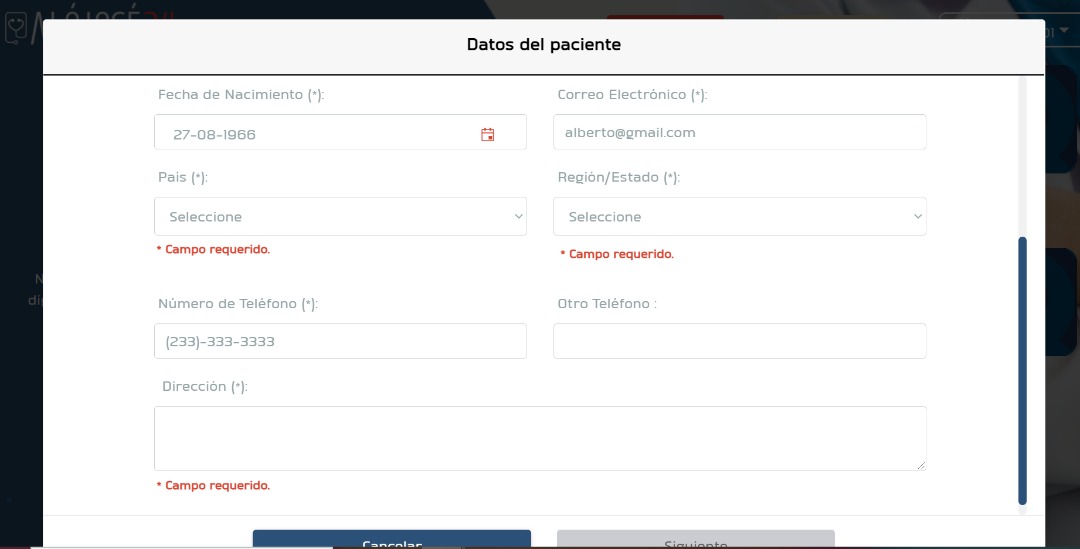 Datos del paciente
Fecha de Nacimiento (*):
Correo Electrónico (*):
27-08-1966
alberto@gmail.com
País (*):
Región/Estado (*):
Seleccione
Seleccione
* Campo requerido.
* Campo requerido.
Número de Teléfono (*):
Otro Teléfono :
(233)-333-3333
Dirección (*):
* Campo requerido.
Cancelar
Siguiente